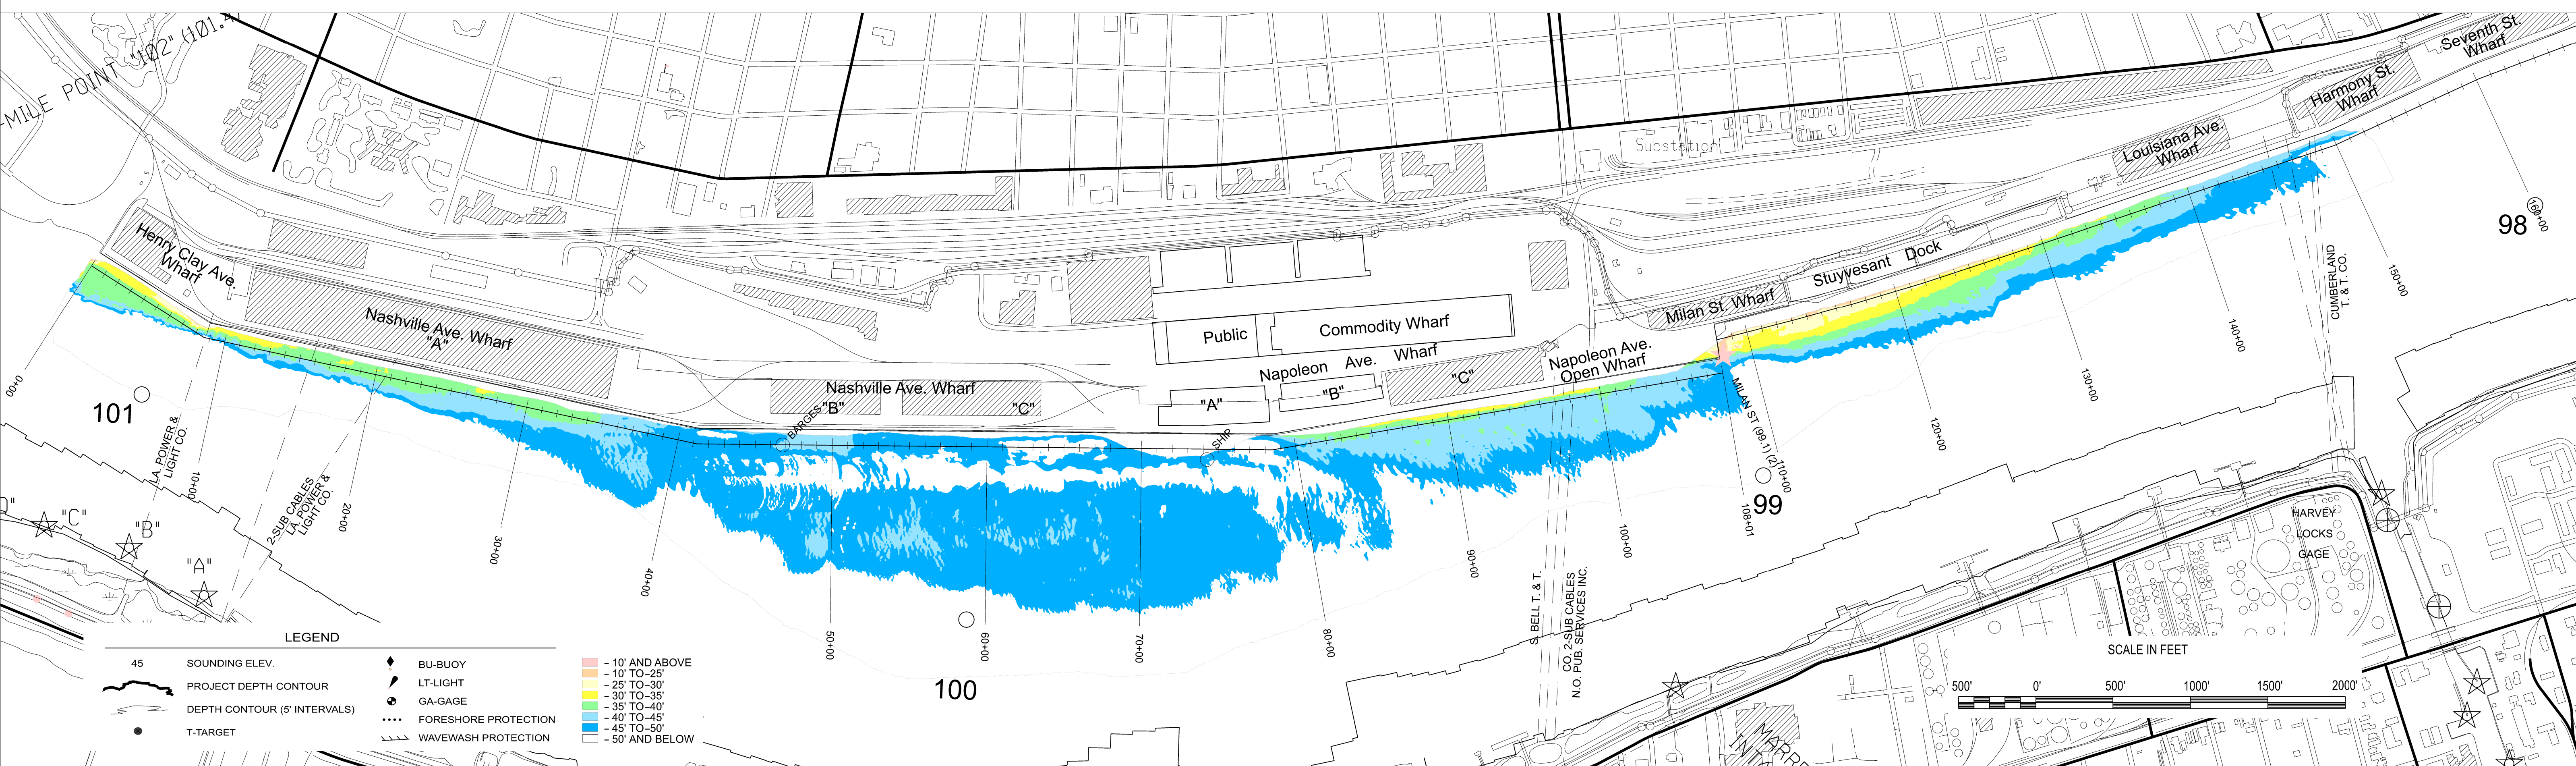 -MILE POINT "102" (101.4)
Seventh St.
Wharf
Harmony St.
Wharf
Substation
Louisiana Ave.
Wharf
160+00
98
Henry Clay Ave.
Wharf
Stuyvesant Dock
CUMBERLAND
T. & T. CO.
150+00
Milan St. Wharf
Nashville Ave. Wharf
"A"
Public
Commodity Wharf
140+00
Napoleon Ave. Wharf
Napoleon Ave.
Open Wharf
130+00
0+00
101
Nashville Ave. Wharf
"B"
"C"
"A"
"B"
"C"
120+00
BARGES
SHIP
MILAN ST (99.1) (2)
110+00
LA. POWER &
LIGHT CO.
10+00
2-SUB CABLES
LA. POWER &
LIGHT CO.
20+00
99
108+01
30+00
100+00
90+00
"C"
"B"
"A"
40+00
HARVEY
LOCKS
GAGE
S. BELL T. & T.
CO. 2-SUB CABLES
N.O. PUB. SERVICES INC.
50+00
60+00
70+00
80+00
100
LEGEND
45 SOUNDING ELEV.
PROJECT DEPTH CONTOUR
DEPTH CONTOUR (5' INTERVALS)
T-TARGET
BU-BUOY
LT-LIGHT
GA-GAGE
FORESHORE PROTECTION
WAVEWASH PROTECTION
- 10' AND ABOVE
- 10' TO-25'
- 25' TO-30'
- 30' TO-35'
- 35' TO-40'
- 40' TO-45'
- 45' TO-50'
- 50' AND BELOW
SCALE IN FEET
500' 0' 500' 1000' 1500' 2000'